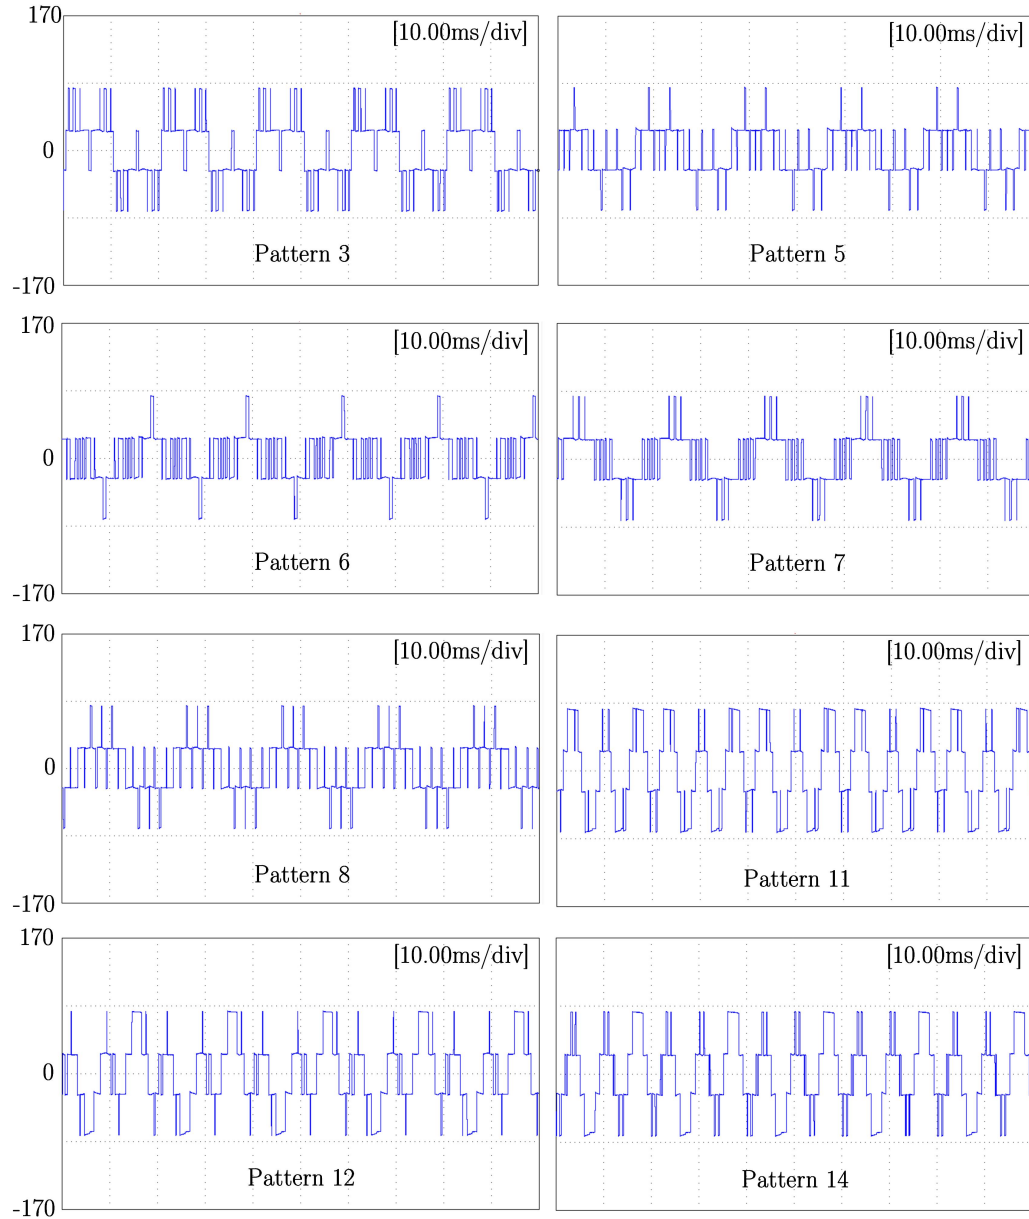 170
[10.00ms/div]
[10.00ms/div]
0
Pattern 3
Pattern 5
-170
170
[10.00ms/div]
[10.00ms/div]
0
Pattern 6
Pattern 7
-170
170
[10.00ms/div]
[10.00ms/div]
0
Pattern 8
Pattern 11
-170
170
[10.00ms/div]
[10.00ms/div]
0
Pattern 12
Pattern 14
-170